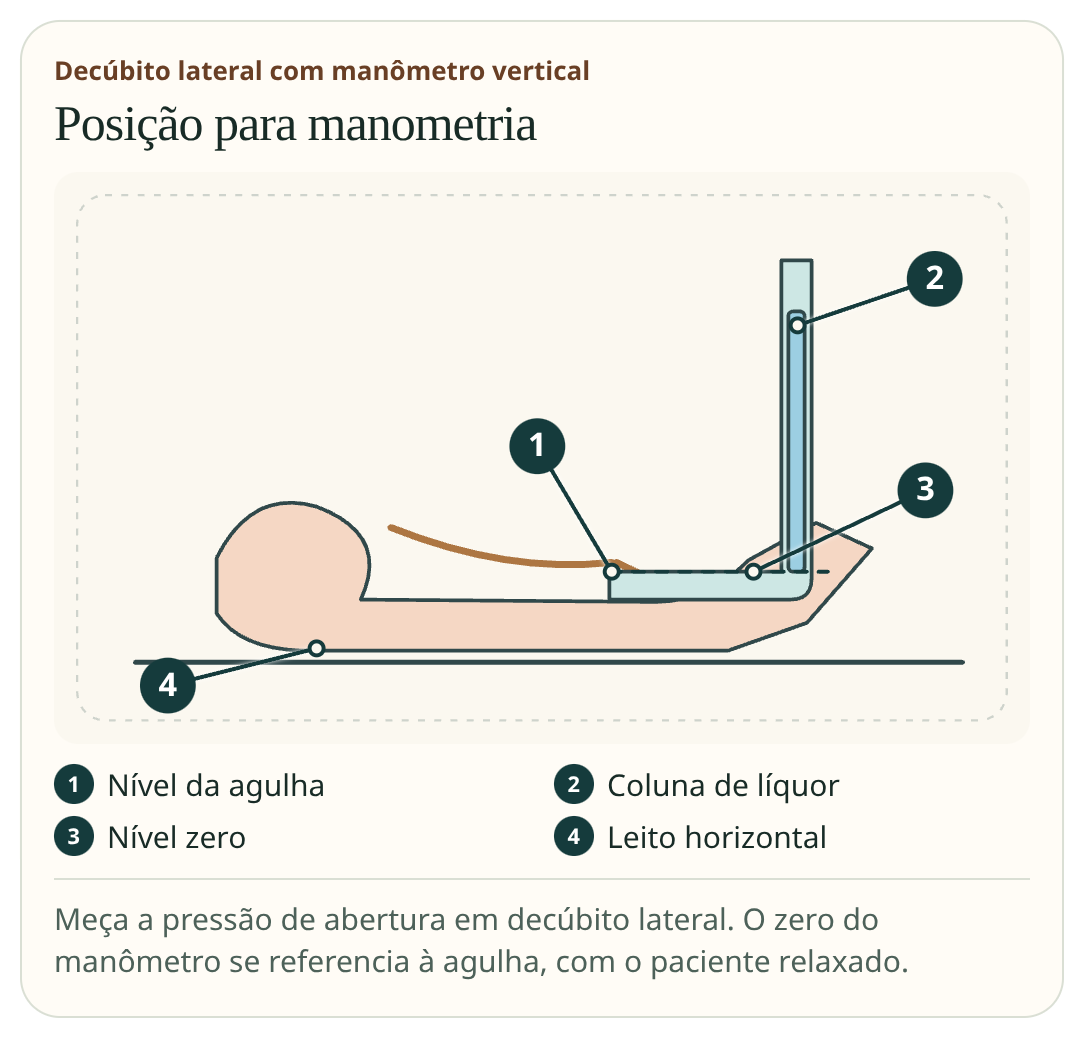 Decúbito lateral com manômetro vertical
Posição para manometria
2
1
3
4
1 Nível da agulha
2 Coluna de líquor
3 Nível zero
4 Leito horizontal
Meça a pressão de abertura em decúbito lateral. O zero do
manômetro se referencia à agulha, com o paciente relaxado.